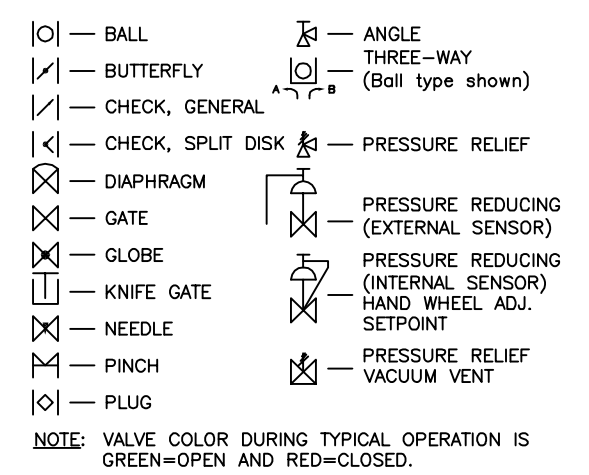 BALL
BUTTERFLY
CHECK, GENERAL
CHECK, SPLIT DISK
DIAPHRAGM
GATE
GLOBE
KNIFE GATE
NEEDLE
PINCH
PLUG
ANGLE
THREE-WAY
(Ball type shown)
A B
PRESSURE RELIEF
PRESSURE REDUCING
(EXTERNAL SENSOR)
PRESSURE REDUCING
(INTERNAL SENSOR)
HAND WHEEL ADJ.
SETPOINT
PRESSURE RELIEF
VACUUM VENT
NOTE: VALVE COLOR DURING TYPICAL OPERATION IS
GREEN=OPEN AND RED=CLOSED.